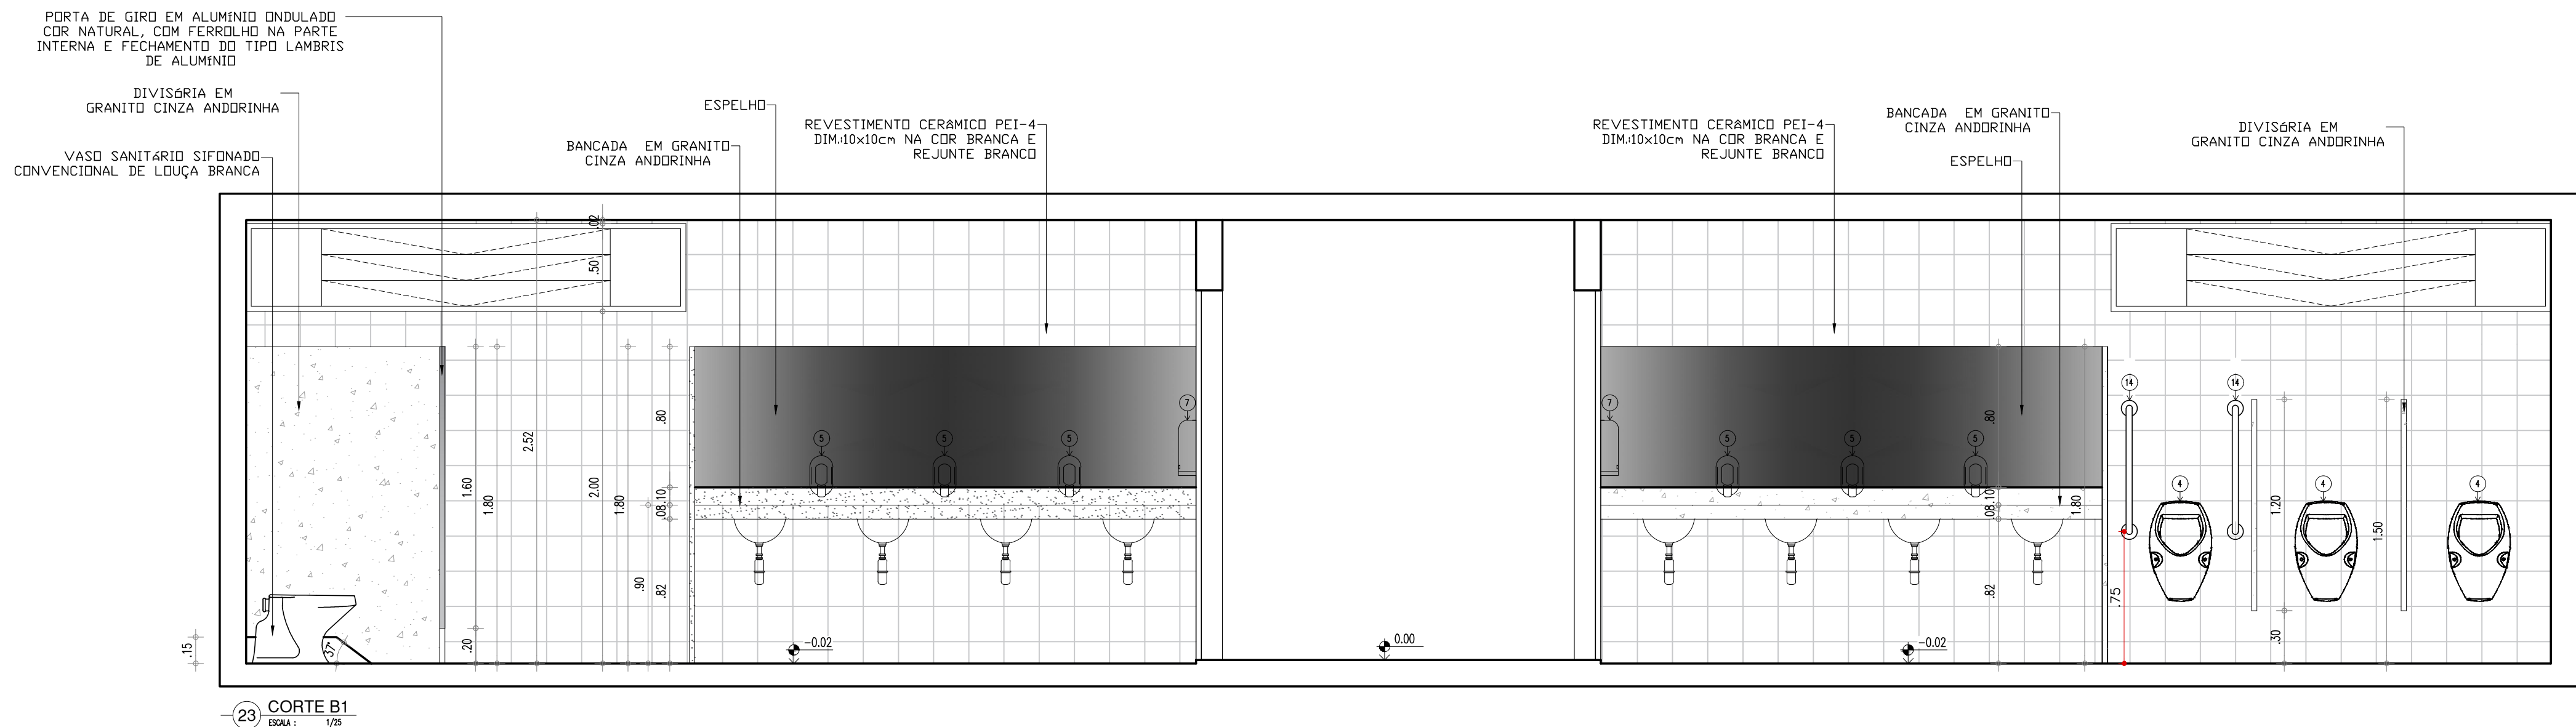 PORTA DE GIRO EM ALUMÍNIO ONDULADO
COR NATURAL, COM FERROLHO NA PARTE
INTERNA E FECHAMENTO DO TIPO LAMBRIS
DE ALUMÍNIO
DIVISÓRIA EM
GRANITO CINZA ANDORINHA
VASO SANITÁRIO SIFONADO
CONVENCIONAL DE LOUÇA BRANCA
ESPELHO
BANCADA EM GRANITO
CINZA ANDORINHA
REVESTIMENTO CERÂMICO PEI-4
DIM.:10x10cm NA COR BRANCA E
REJUNTE BRANCO
REVESTIMENTO CERÂMICO PEI-4
DIM.:10x10cm NA COR BRANCA E
REJUNTE BRANCO
BANCADA EM GRANITO
CINZA ANDORINHA
ESPELHO
DIVISÓRIA EM
GRANITO CINZA ANDORINHA
.02
.50
2.52
1.60
1.80
2.00
1.80
.80
.10
.08
.90
.82
.20
.15
37°
5
5
5
7
-0.02
0.00
7
5
5
5
.80
.10
.08
1.80
.82
-0.02
14
14
4
4
4
1.20
1.50
.75
.30
23
CORTE B1
ESCALA : 1/25